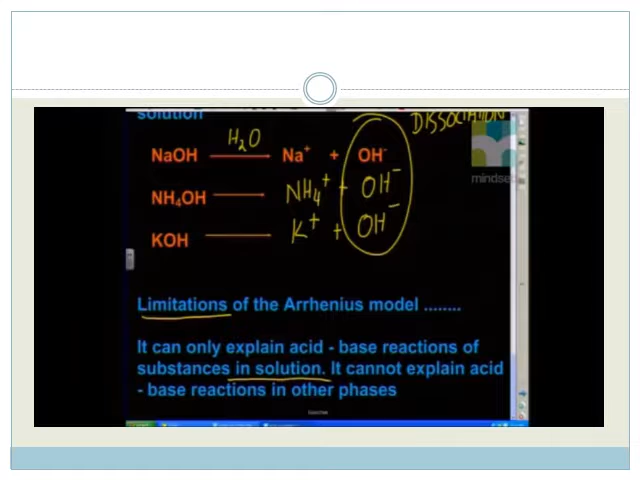 solution
DISSOCIATION
H₂O
NaOH → Na⁺ + OH⁻
NH₄OH → NH₄⁺ + OH⁻
KOH → K⁺ + OH⁻
mindset
Limitations of the Arrhenius model ........
It can only explain acid - base reactions of
substances in solution. It cannot explain acid
- base reactions in other phases